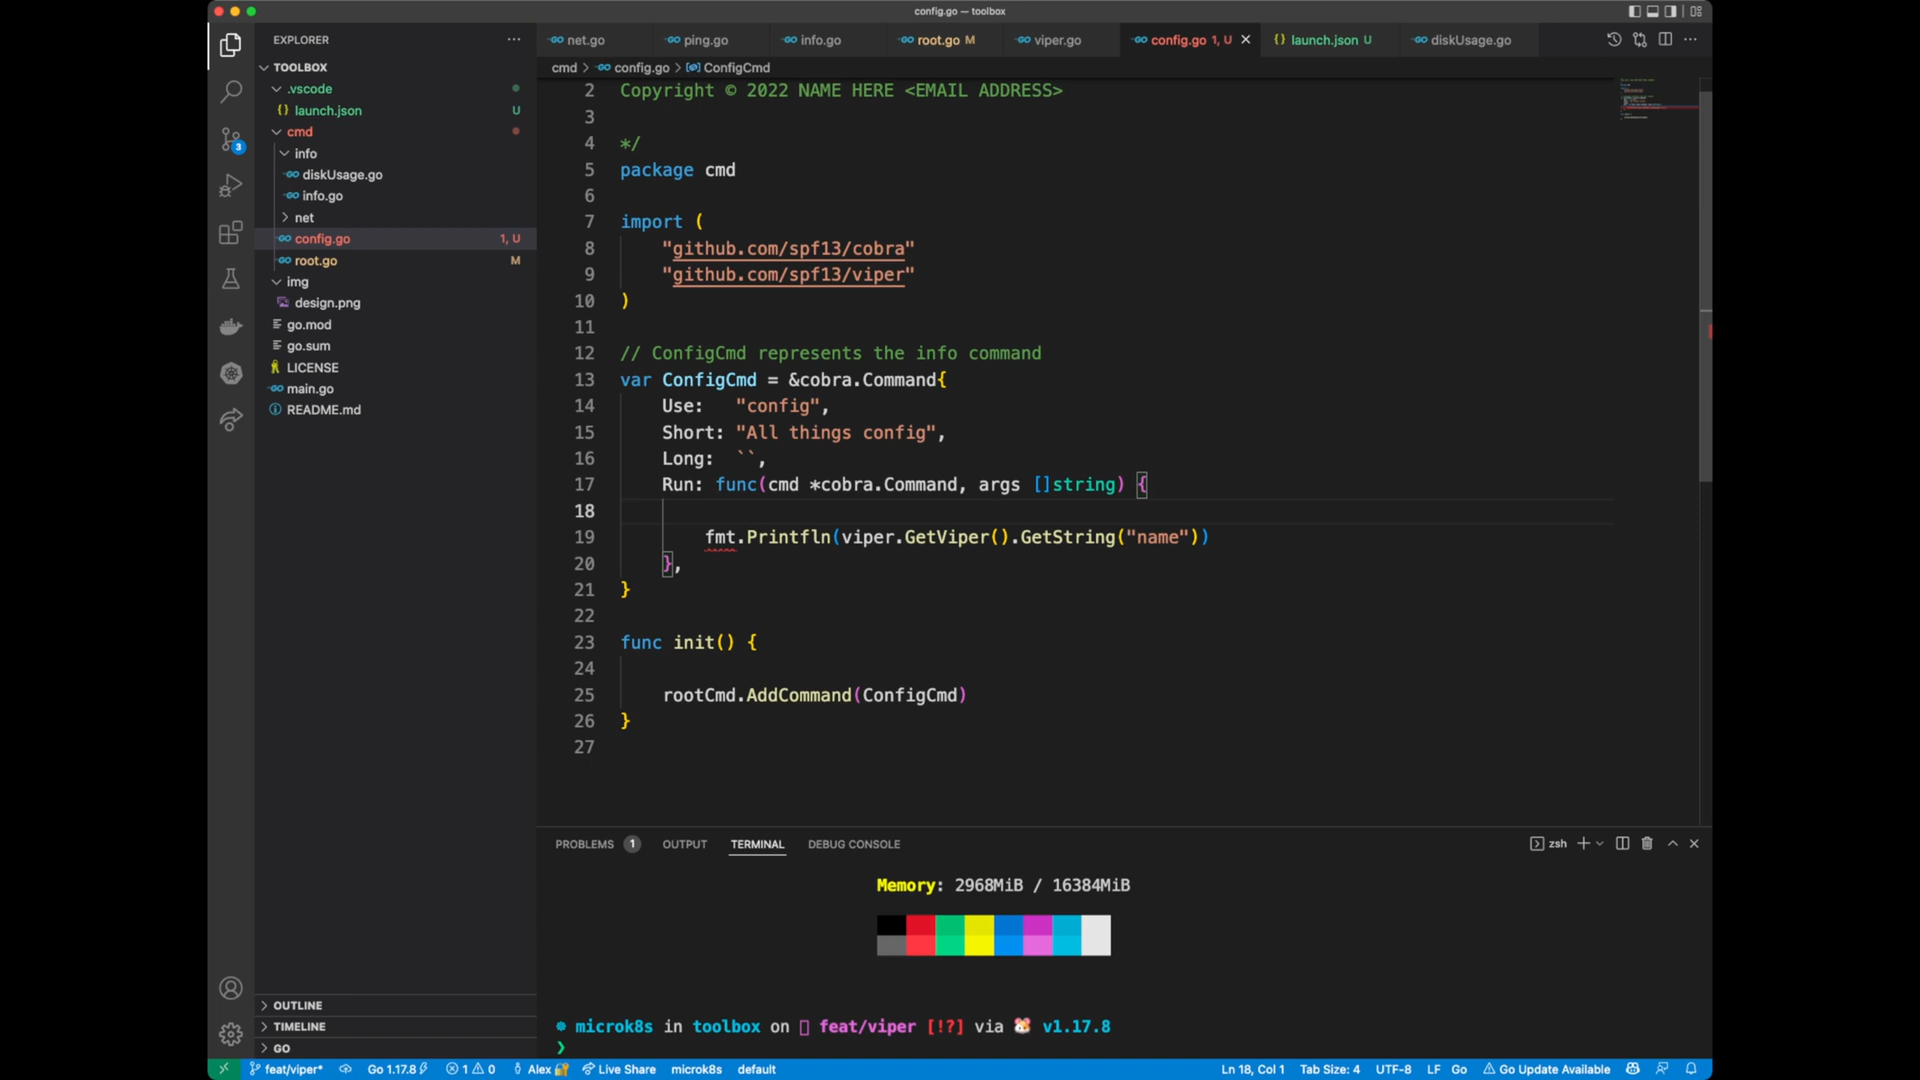 config.go — toolbox
EXPLORER
net.go
ping.go
info.go
root.go M
viper.go
config.go 1, U
launch.json U
diskUsage.go
TOOLBOX
.vscode
launch.json U
cmd
info
diskUsage.go
info.go
net
config.go 1, U
root.go M
img
design.png
go.mod
go.sum
LICENSE
main.go
README.md
3
OUTLINE
TIMELINE
GO
cmd > config.go > ConfigCmd
2 Copyright © 2022 NAME HERE <EMAIL ADDRESS>
3
4 */
5 package cmd
6
7 import (
8 "github.com/spf13/cobra"
9 "github.com/spf13/viper"
10 )
11
12 // ConfigCmd represents the info command
13 var ConfigCmd = &cobra.Command{
14 Use: "config",
15 Short: "All things config",
16 Long: ``,
17 Run: func(cmd *cobra.Command, args []string) {
18
19 fmt.Printfln(viper.GetViper().GetString("name"))
20 },
21 }
22
23 func init() {
24
25 rootCmd.AddCommand(ConfigCmd)
26 }
27
PROBLEMS 1 OUTPUT TERMINAL DEBUG CONSOLE
zsh
Memory: 2968MiB / 16384MiB
microk8s in toolbox on feat/viper [!?] via 🐹 v1.17.8
❯
feat/viper* Go 1.17.8 1 0 Alex Live Share microk8s default Ln 18, Col 1 Tab Size: 4 UTF-8 LF Go Go Update Available